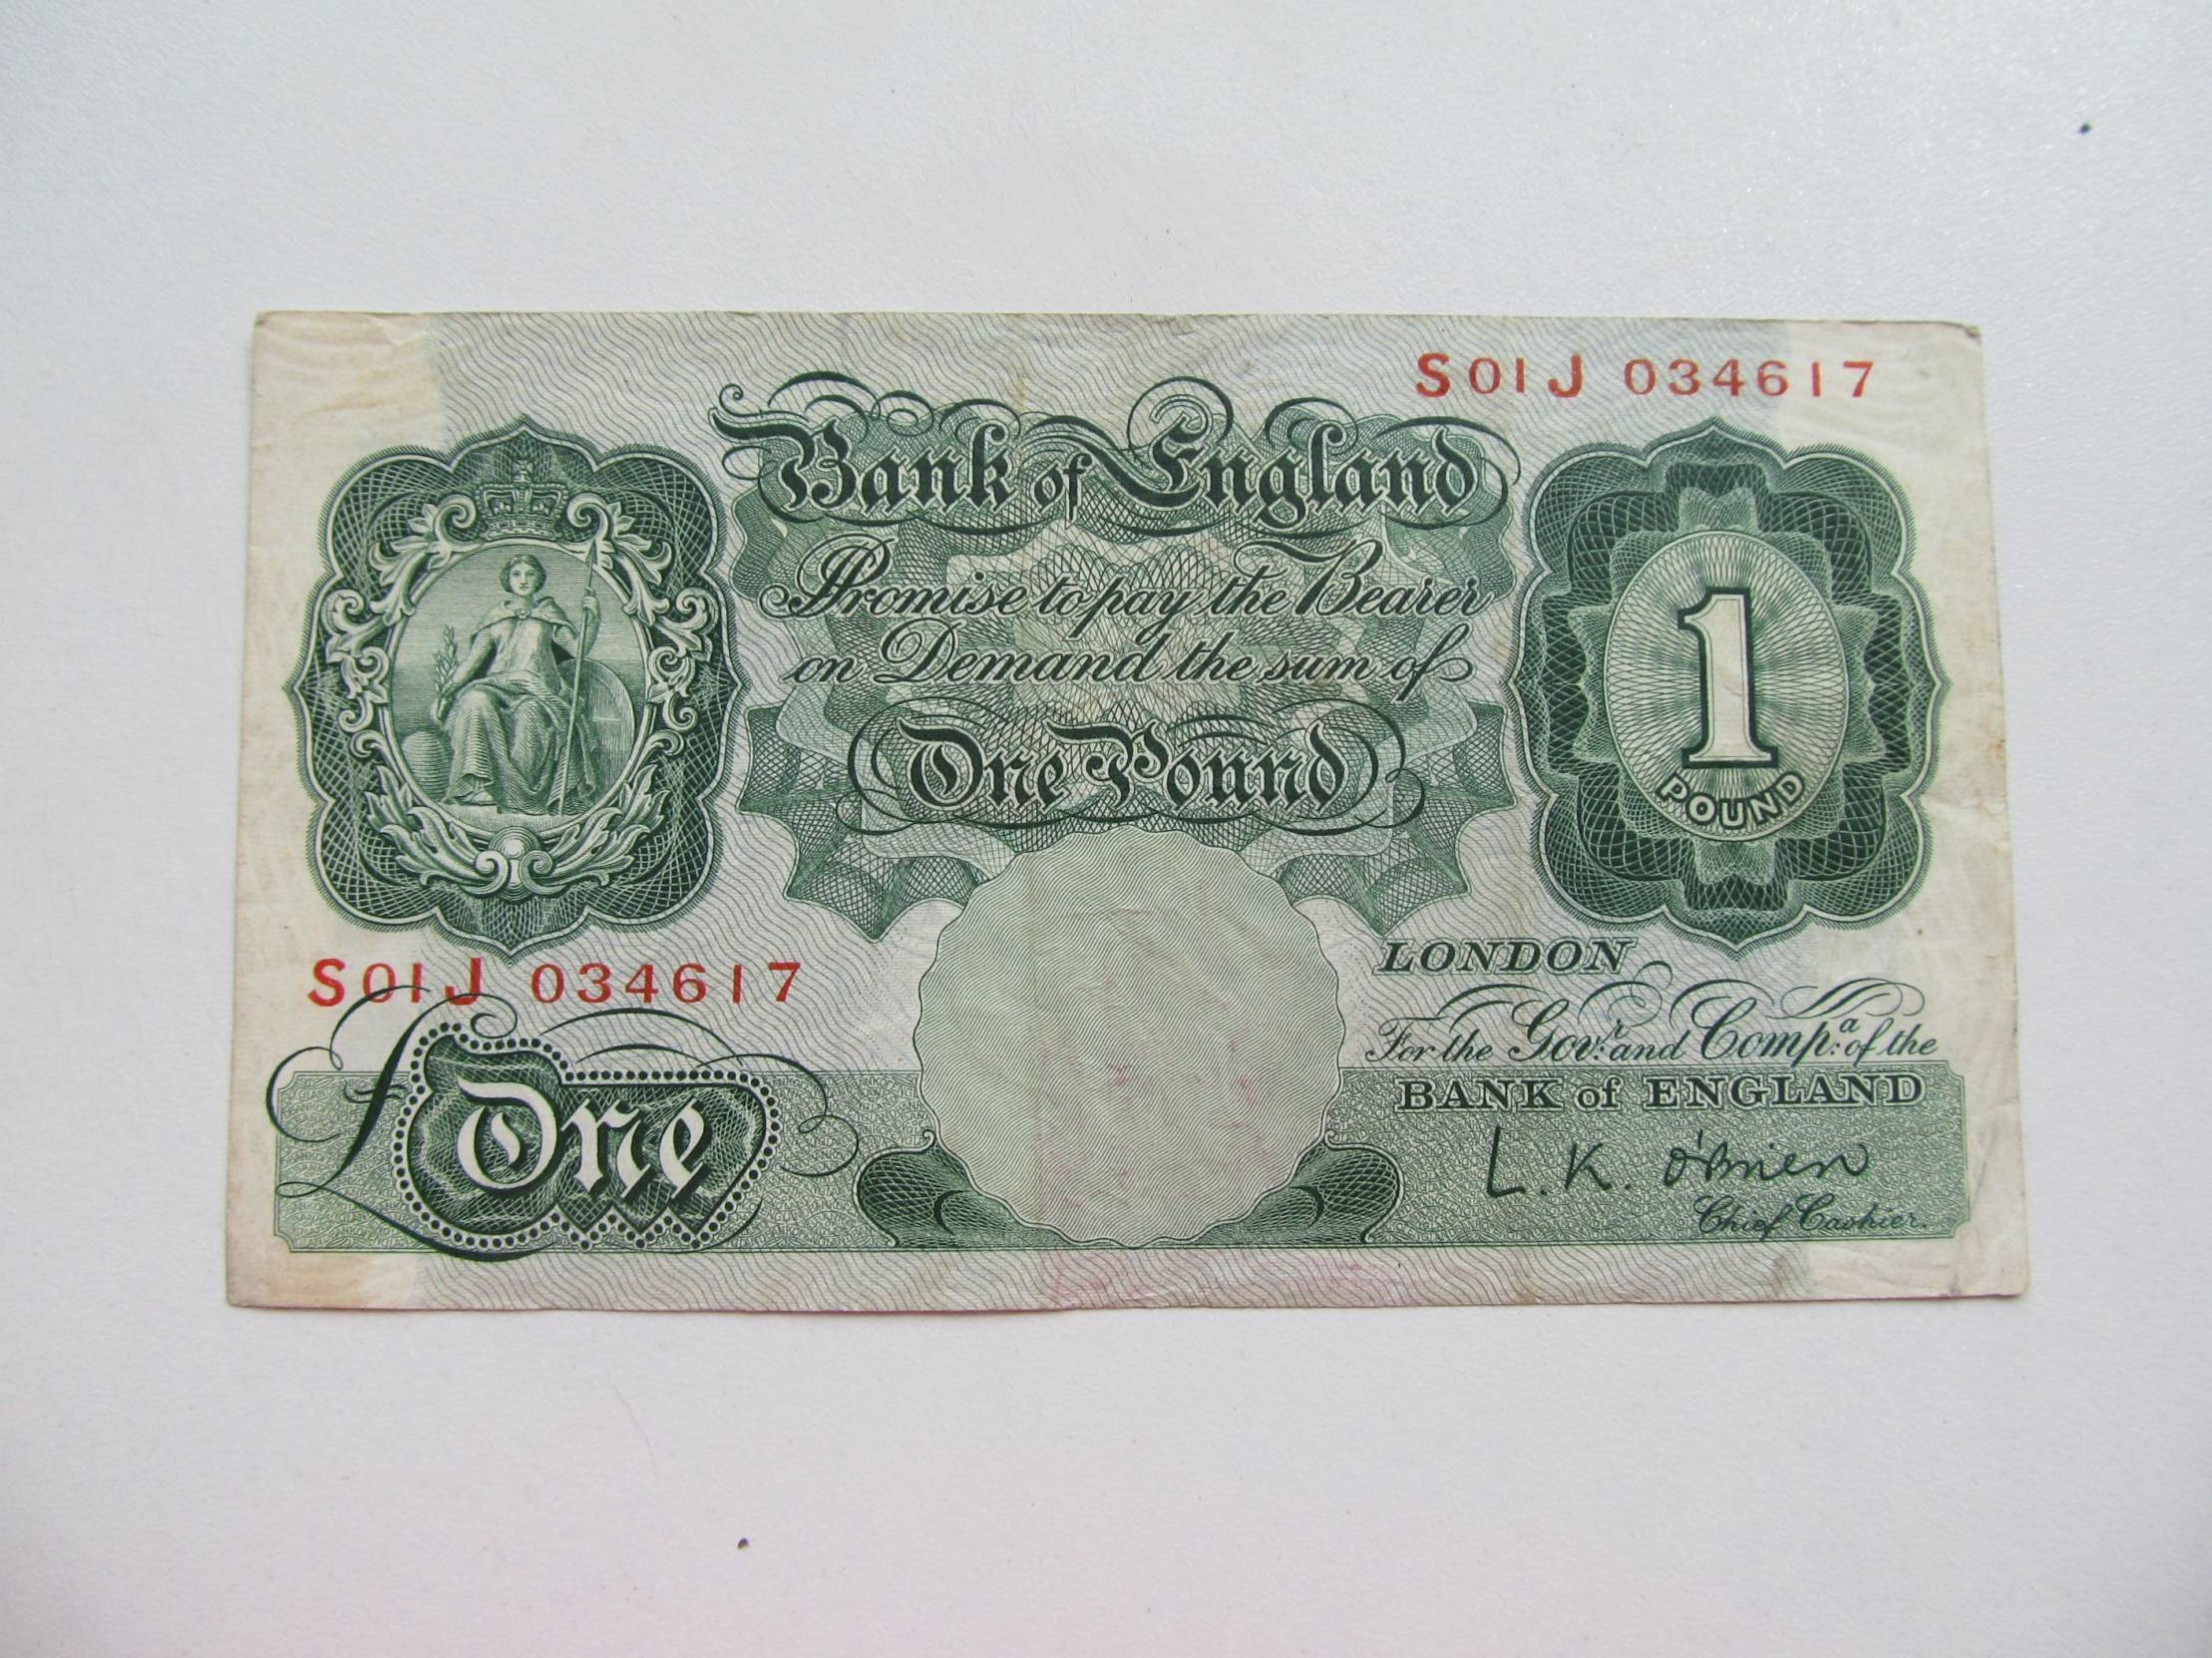 S01J 034617
Bank of England
I Promise to pay the Bearer
on Demand the sum of
One Pound
1
POUND
S01J 034617
LONDON
For the Govr. and Compa. of the
BANK of ENGLAND
£One
L.K. O'Brien
Chief Cashier.